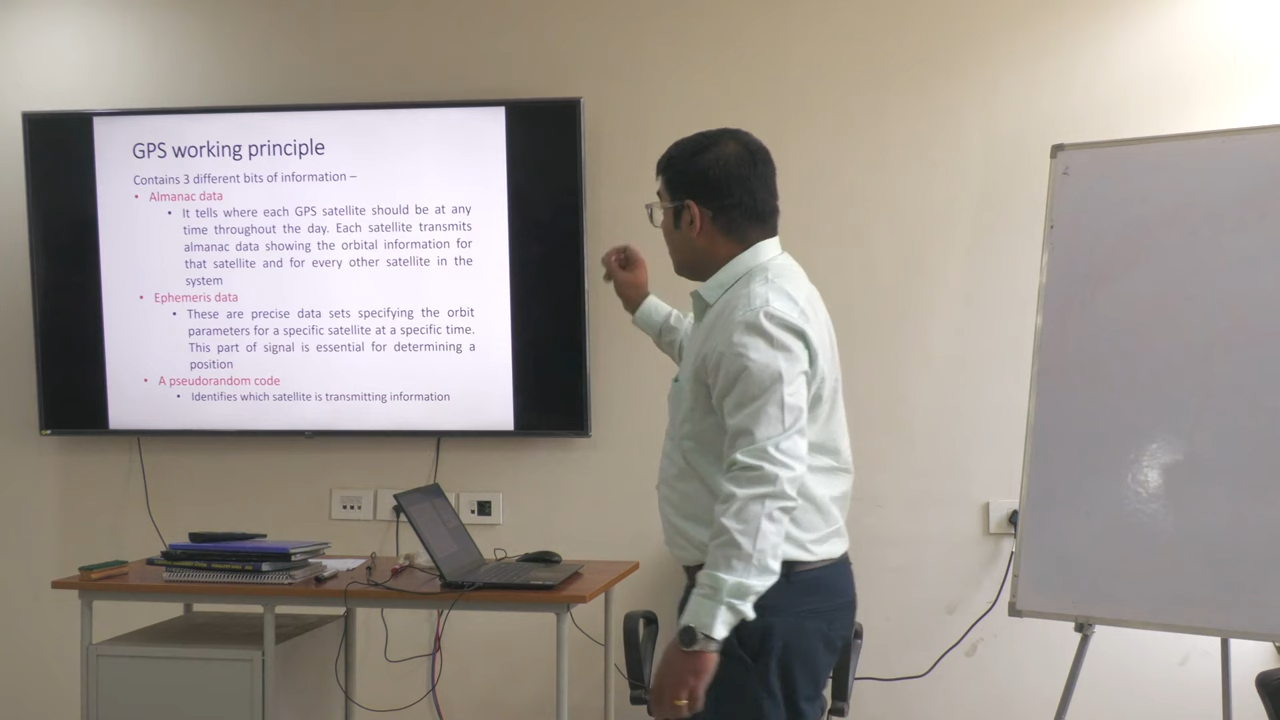 GPS working principle
Contains 3 different bits of information –
• Almanac data
• It tells where each GPS satellite should be at any
time throughout the day. Each satellite transmits
almanac data showing the orbital information for
that satellite and for every other satellite in the
system
• Ephemeris data
• These are precise data sets specifying the orbit
parameters for a specific satellite at a specific time.
This part of signal is essential for determining a
position
• A pseudorandom code
• Identifies which satellite is transmitting information